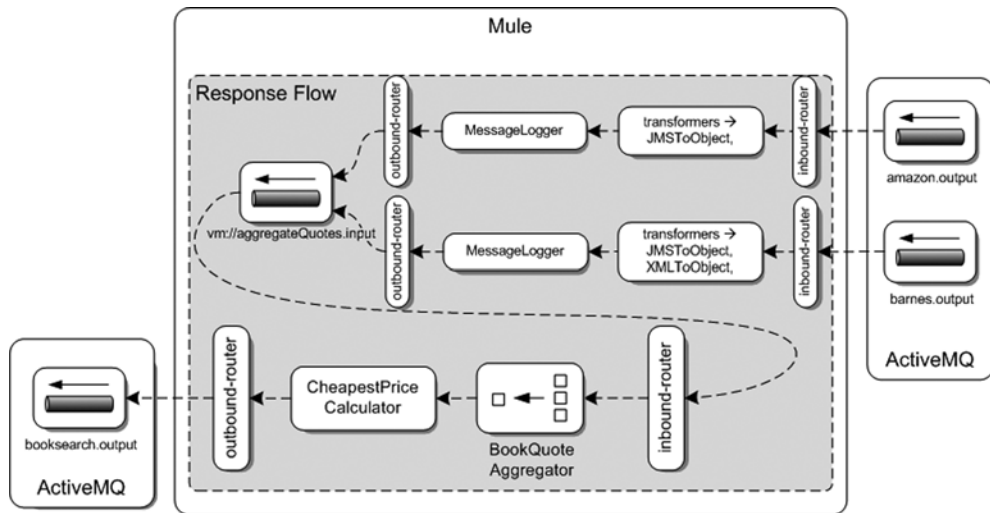 Mule
Response Flow
outbound-router
MessageLogger
transformers →
JMSToObject,
inbound-router
amazon.output
vm://aggregateQuotes.input
outbound-router
MessageLogger
transformers →
JMSToObject,
XMLToObject,
inbound-router
barnes.output
ActiveMQ
booksearch.output
ActiveMQ
outbound-router
CheapestPrice
Calculator
BookQuote
Aggregator
inbound-router